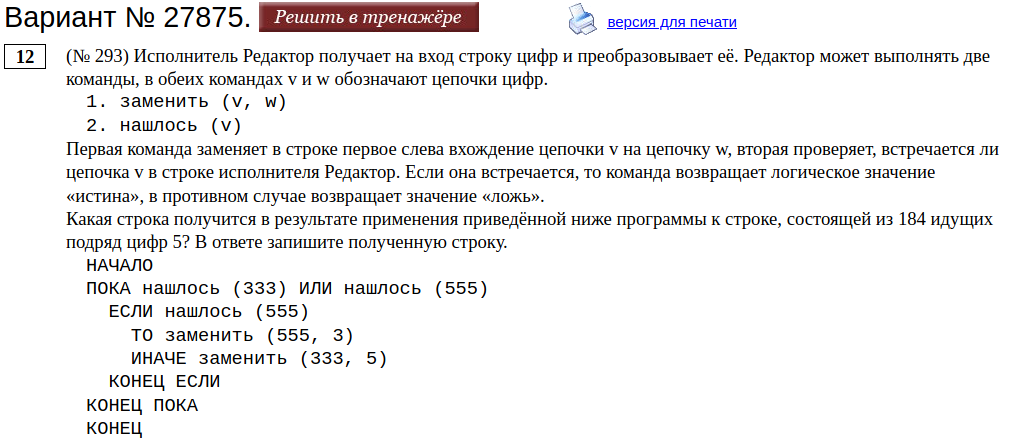 Вариант № 27875. Решить в тренажёре версия для печати
12 (№ 293) Исполнитель Редактор получает на вход строку цифр и преобразовывает её. Редактор может выполнять две
команды, в обеих командах v и w обозначают цепочки цифр.
1. заменить (v, w)
2. нашлось (v)
Первая команда заменяет в строке первое слева вхождение цепочки v на цепочку w, вторая проверяет, встречается ли
цепочка v в строке исполнителя Редактор. Если она встречается, то команда возвращает логическое значение
«истина», в противном случае возвращает значение «ложь».
Какая строка получится в результате применения приведённой ниже программы к строке, состоящей из 184 идущих
подряд цифр 5? В ответе запишите полученную строку.
НАЧАЛО
ПОКА нашлось (333) ИЛИ нашлось (555)
ЕСЛИ нашлось (555)
ТО заменить (555, 3)
ИНАЧЕ заменить (333, 5)
КОНЕЦ ЕСЛИ
КОНЕЦ ПОКА
КОНЕЦ